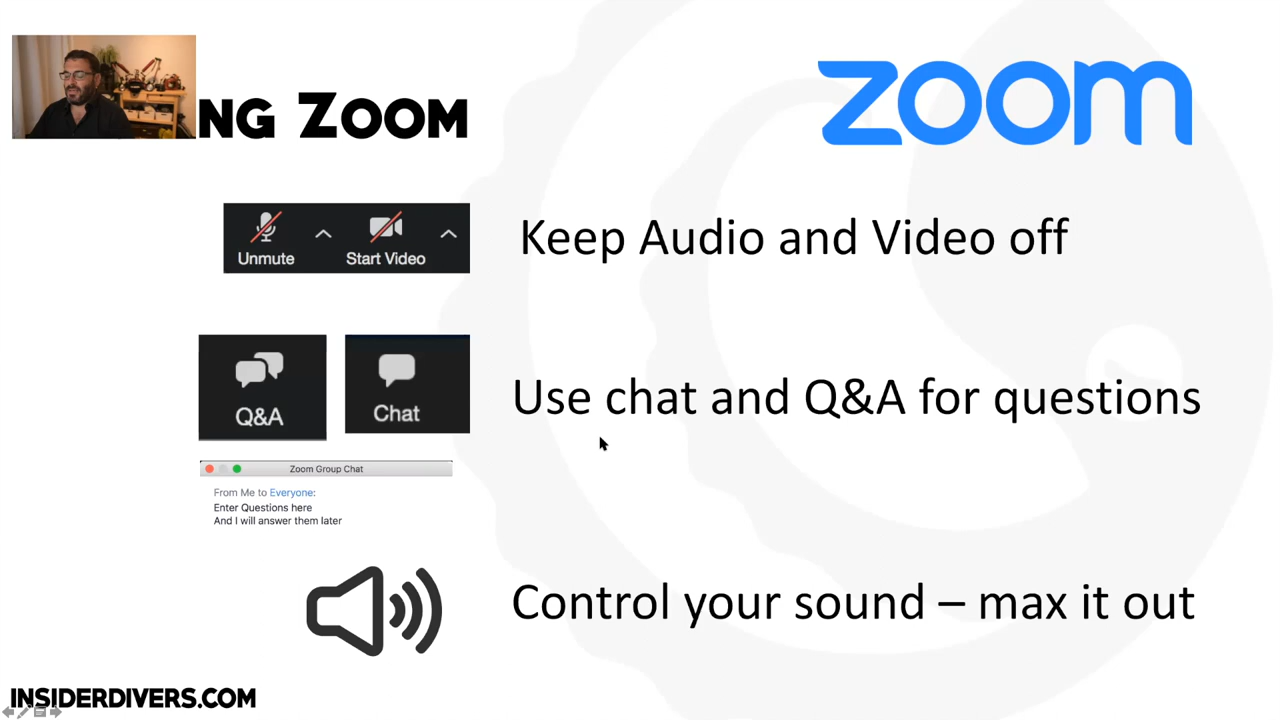 NG ZOOM
zoom
Unmute
Start Video
Keep Audio and Video off
Q&A
Chat
Use chat and Q&A for questions
Zoom Group Chat
From Me to Everyone:
Enter Questions here
And I will answer them later
Control your sound – max it out
INSIDERDIVERS.COM